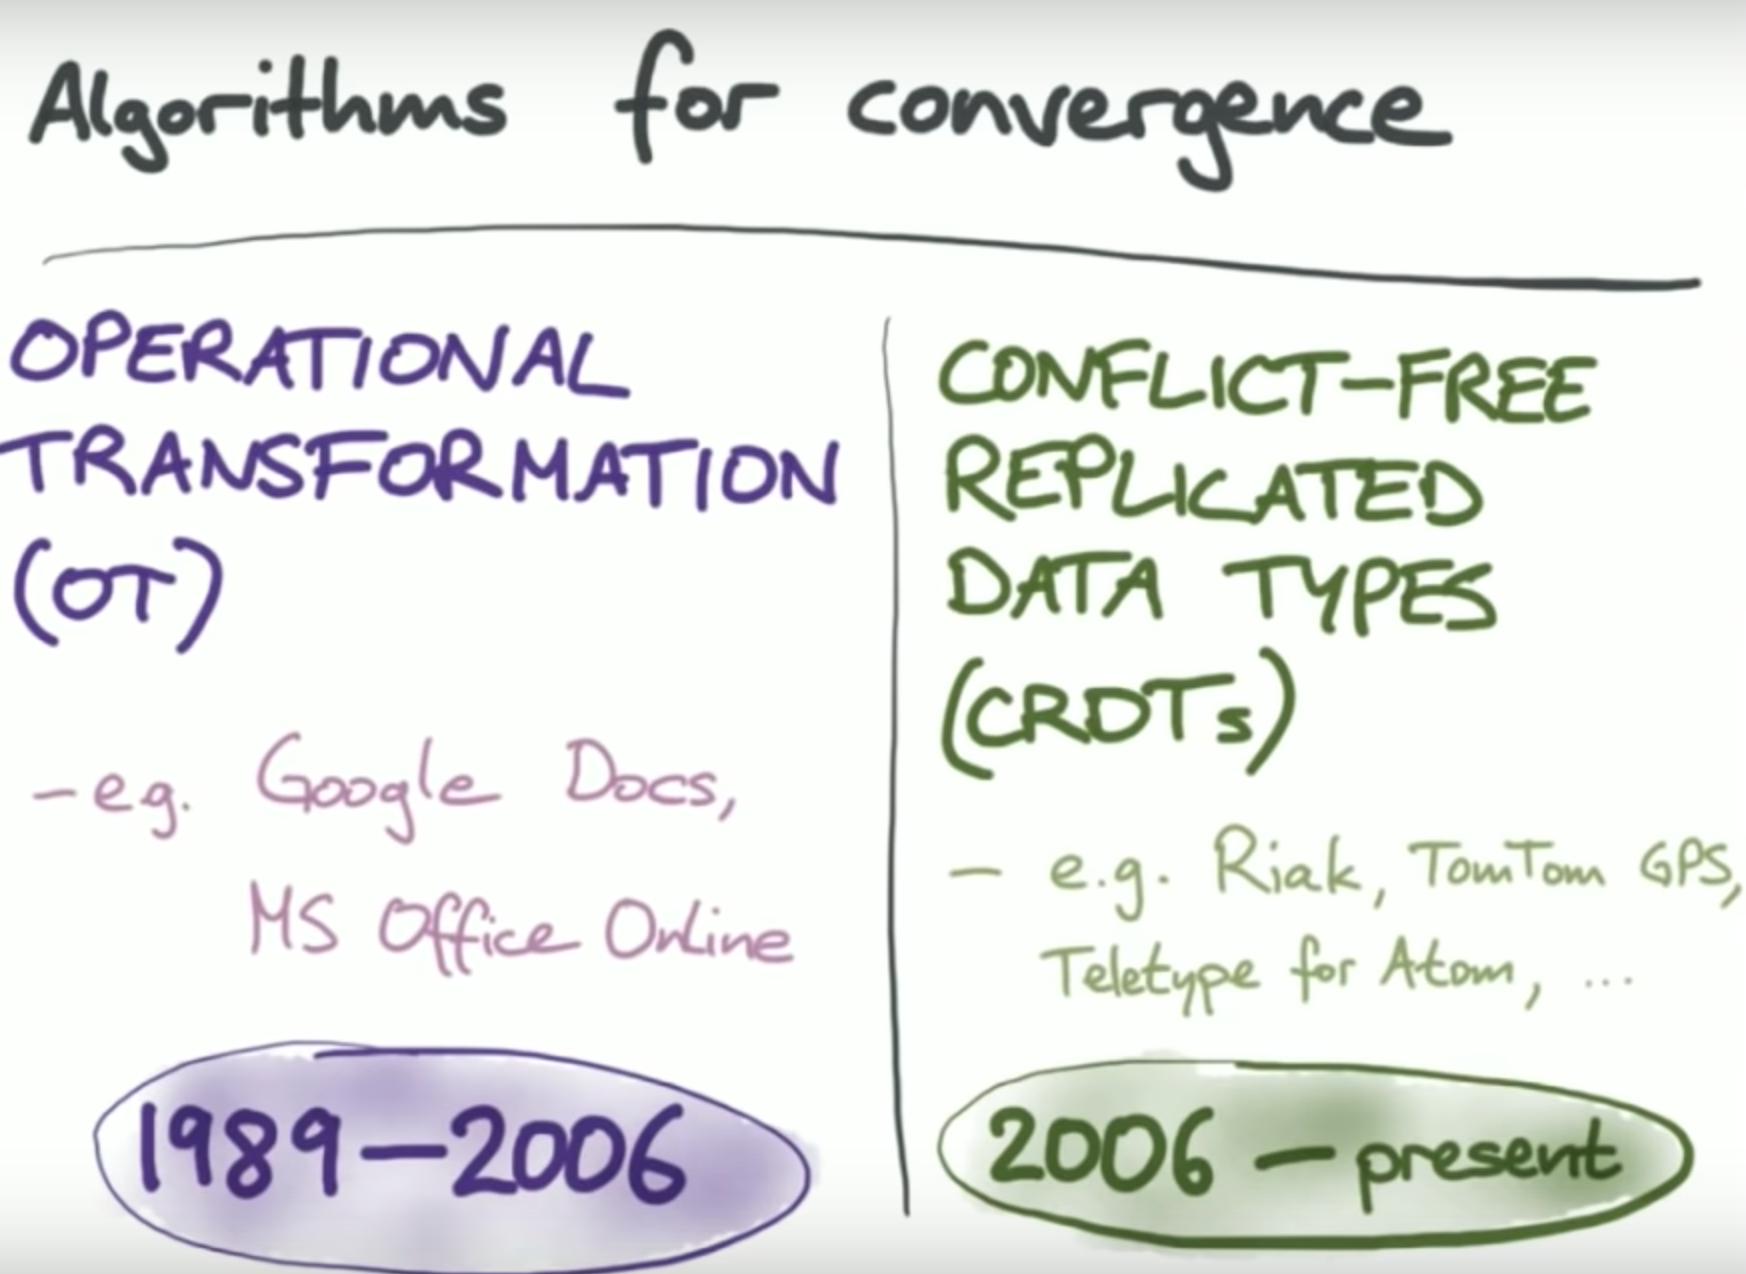 Algorithms for convergence
OPERATIONAL
TRANSFORMATION
(OT)
- e.g. Google Docs,
MS Office Online
1989-2006
CONFLICT-FREE
REPLICATED
DATA TYPES
(CRDTs)
- e.g. Riak, TomTom GPS,
Teletype for Atom, ...
2006 - present